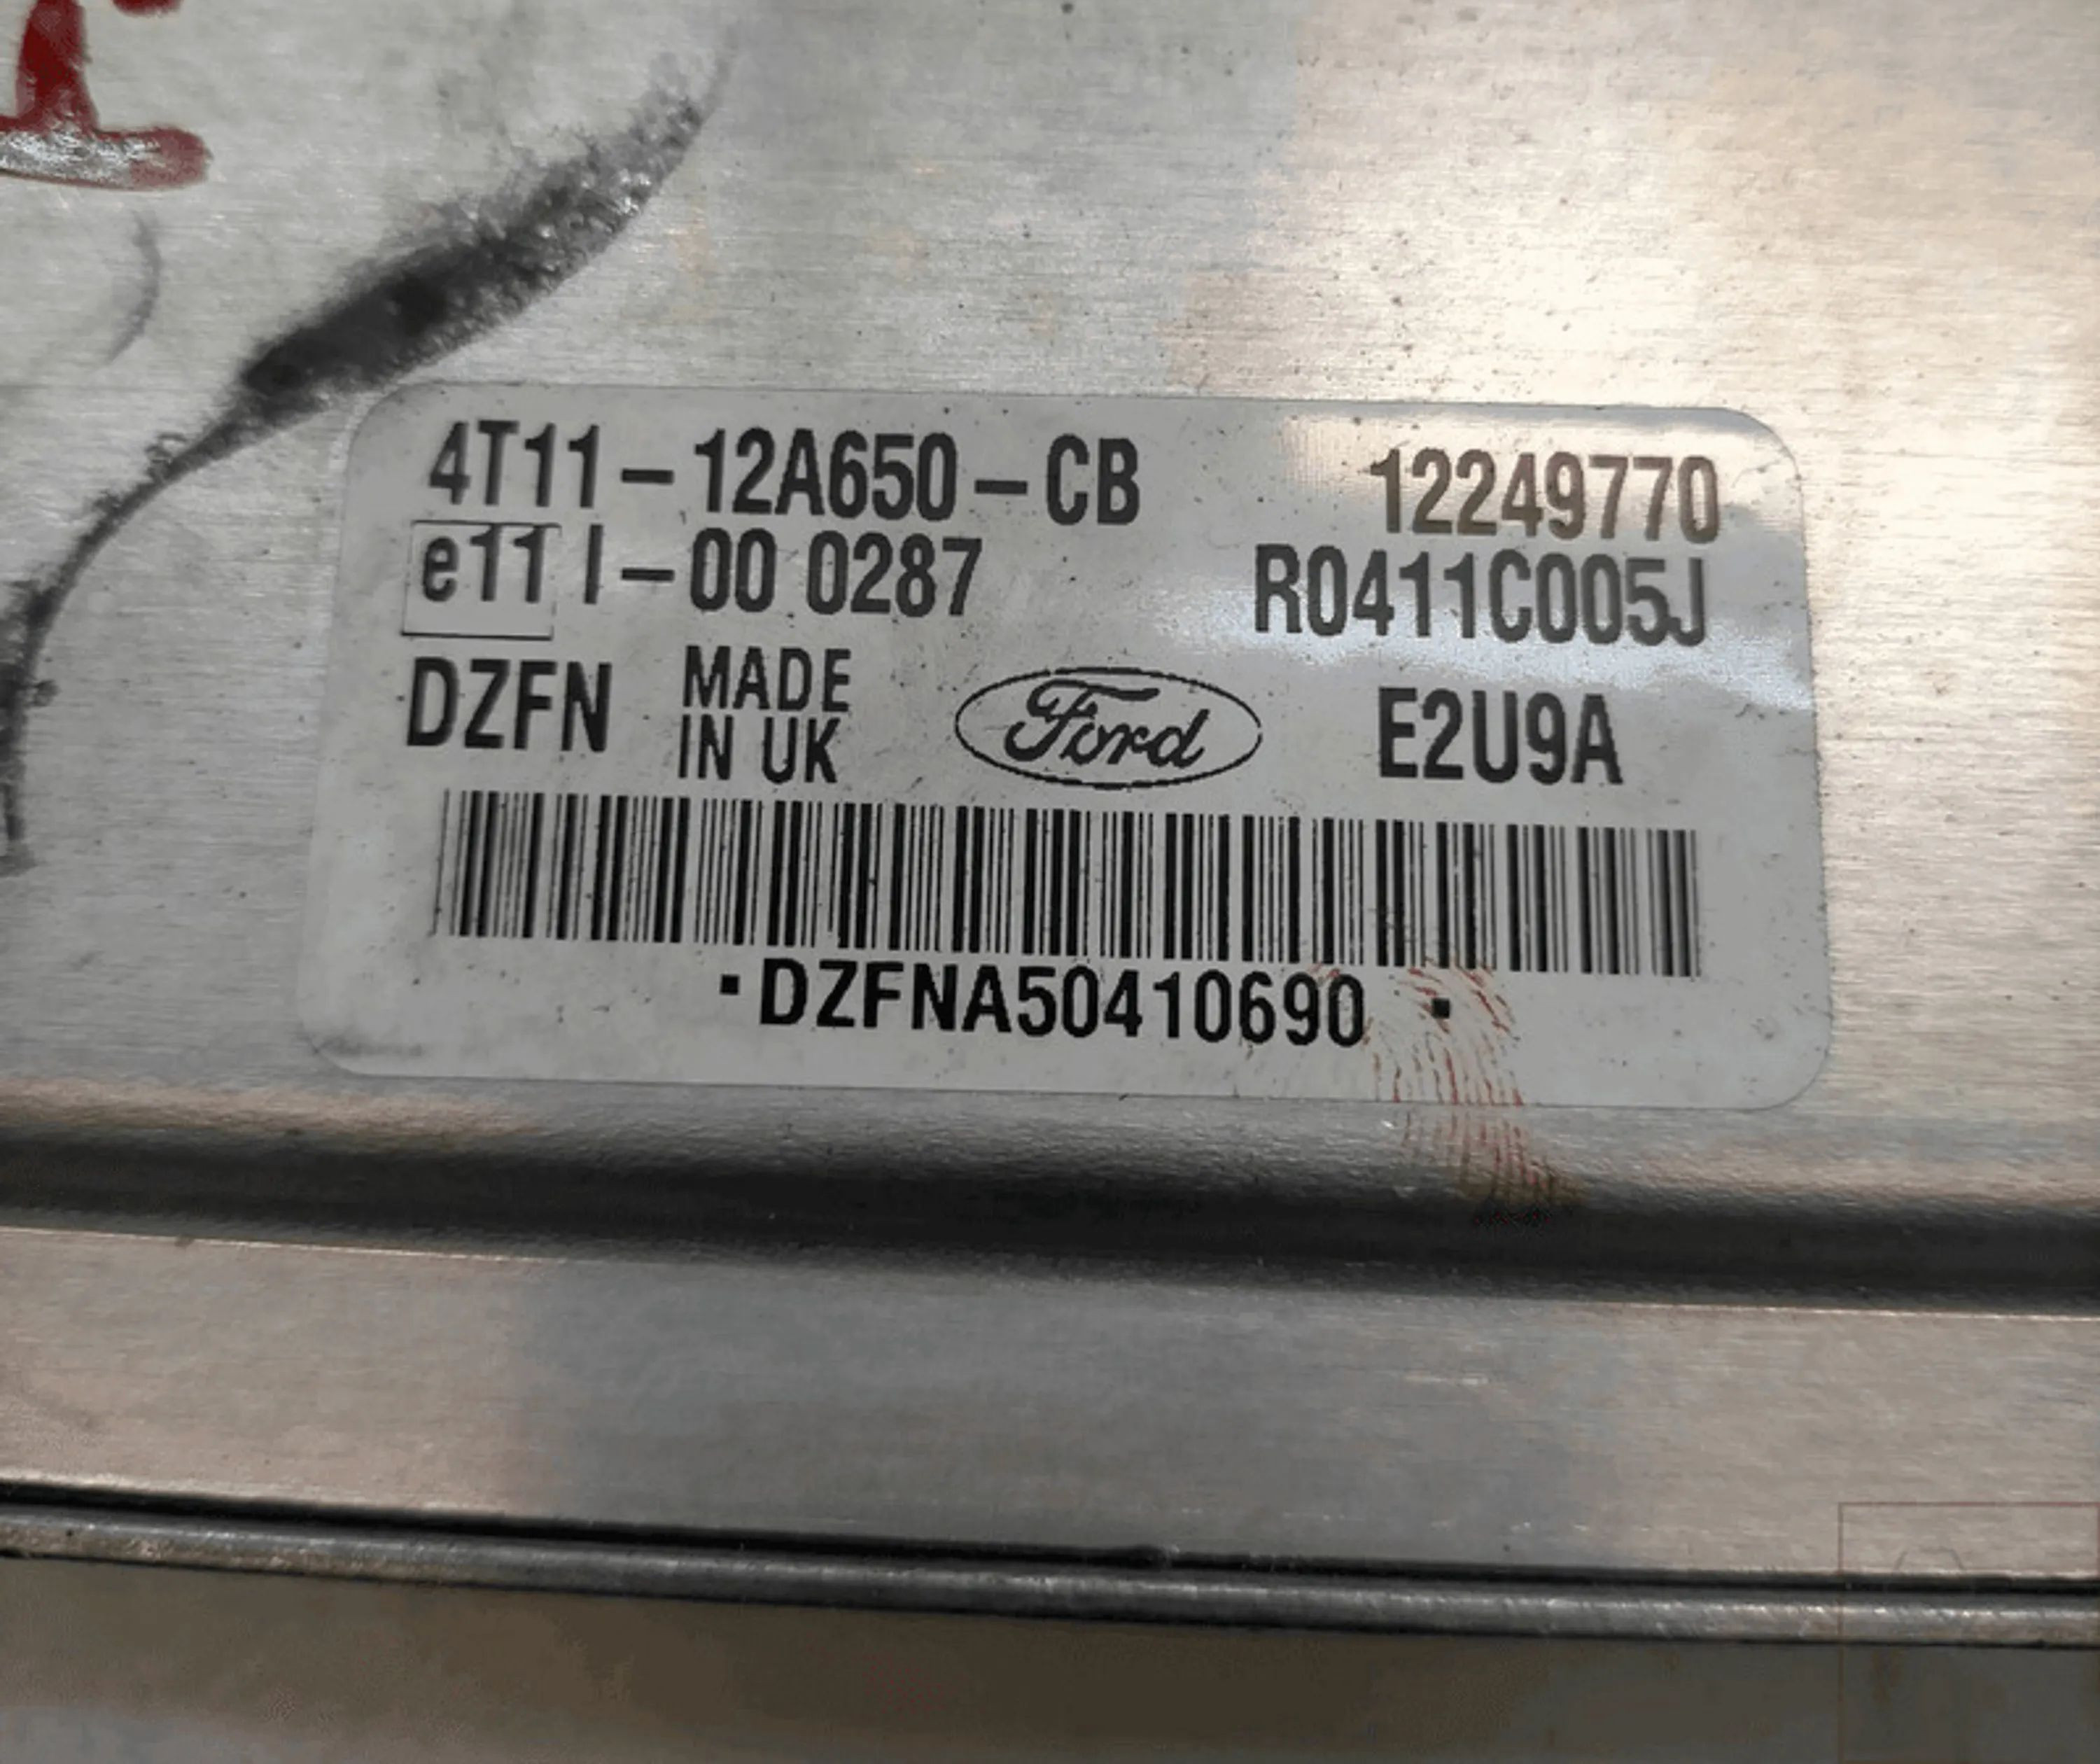 4T11-12A650-CB 12249770
e11 I-00 0287 R0411C005J
DZFN MADE IN UK Ford E2U9A
DZFNA50410690